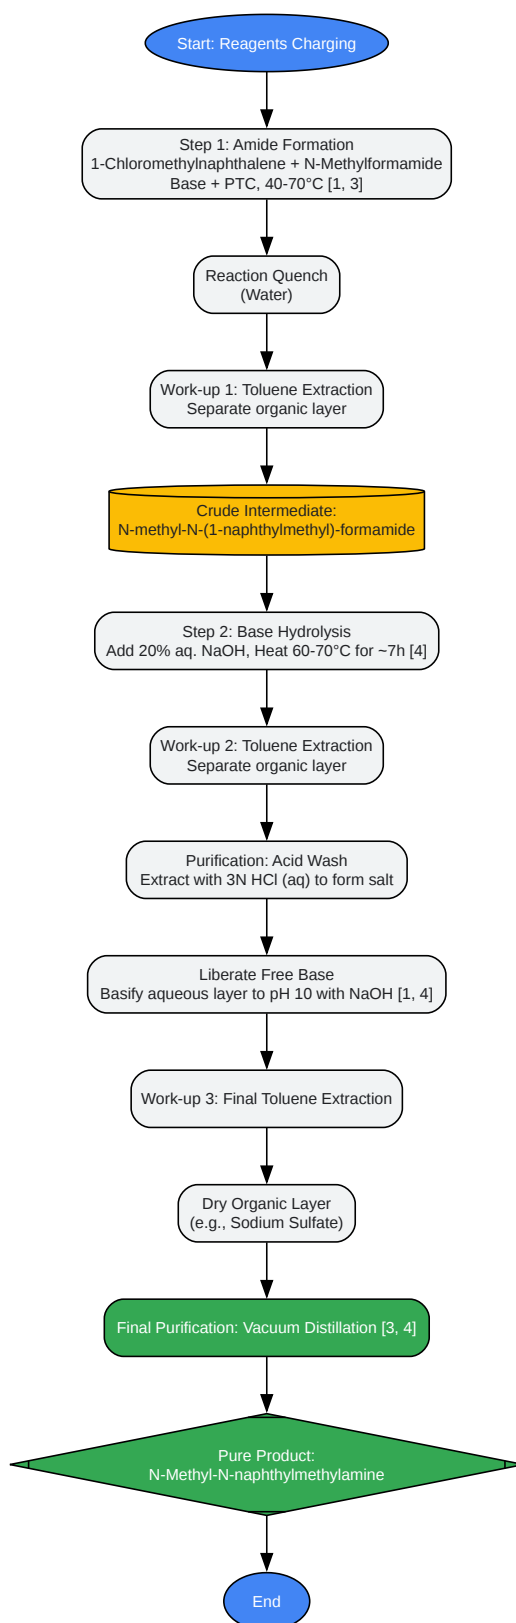 Start: Reagents Charging
Step 1: Amide Formation
1-Chloromethylnaphthalene + N-Methylformamide
Base + PTC, 40-70°C [1, 3]
Reaction Quench
(Water)
Work-up 1: Toluene Extraction
Separate organic layer
Crude Intermediate:
N-methyl-N-(1-naphthylmethyl)-formamide
Step 2: Base Hydrolysis
Add 20% aq. NaOH, Heat 60-70°C for ~7h [4]
Work-up 2: Toluene Extraction
Separate organic layer
Purification: Acid Wash
Extract with 3N HCl (aq) to form salt
Liberate Free Base
Basify aqueous layer to pH 10 with NaOH [1, 4]
Work-up 3: Final Toluene Extraction
Dry Organic Layer
(e.g., Sodium Sulfate)
Final Purification: Vacuum Distillation [3, 4]
Pure Product:
N-Methyl-N-naphthylmethylamine
End